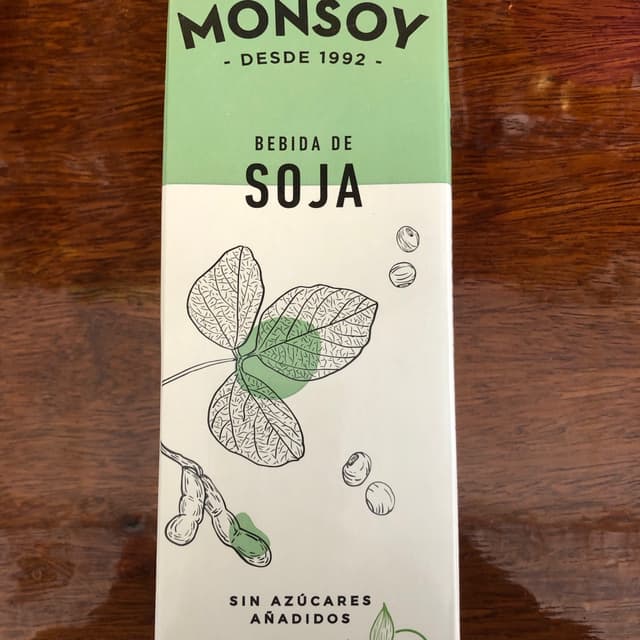 MONSOY
- DESDE 1992 -
BEBIDA DE
SOJA
SIN AZÚCARES
AÑADIDOS